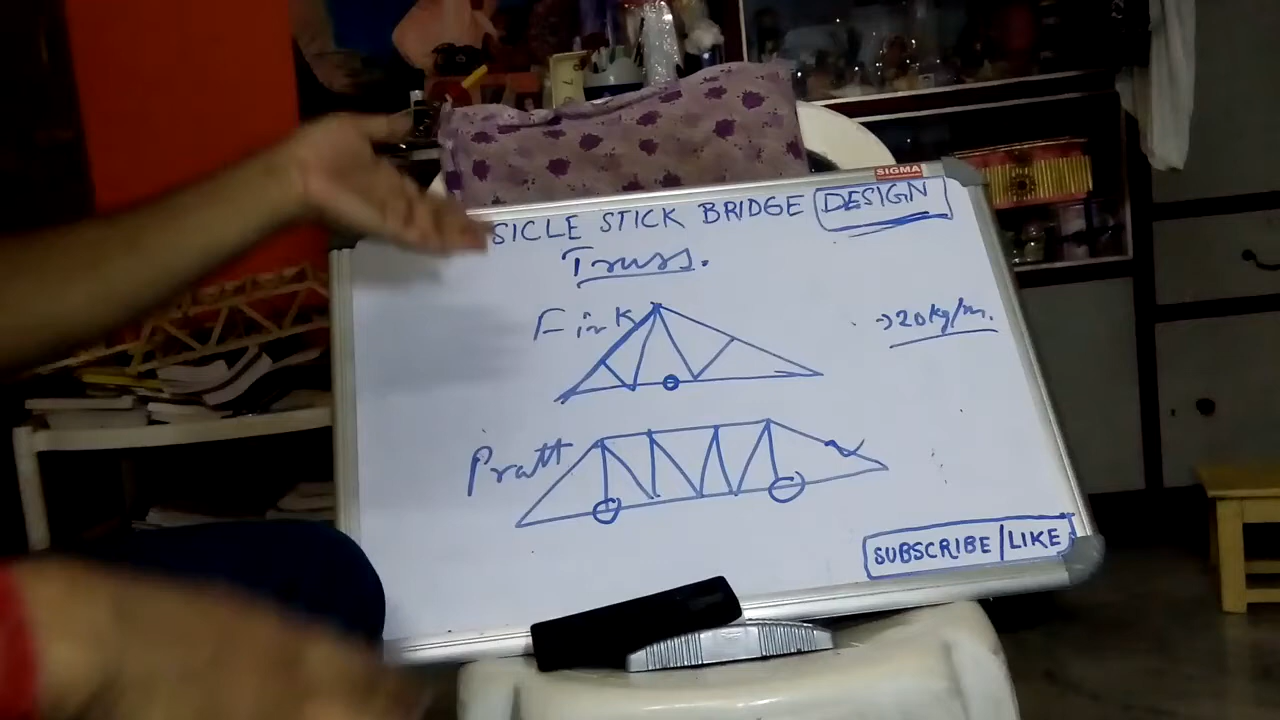 SIGMA
SICLE STICK BRIDGE DESIGN
Truss.
Fink
→20kg/m.
Pratt
SUBSCRIBE/LIKE